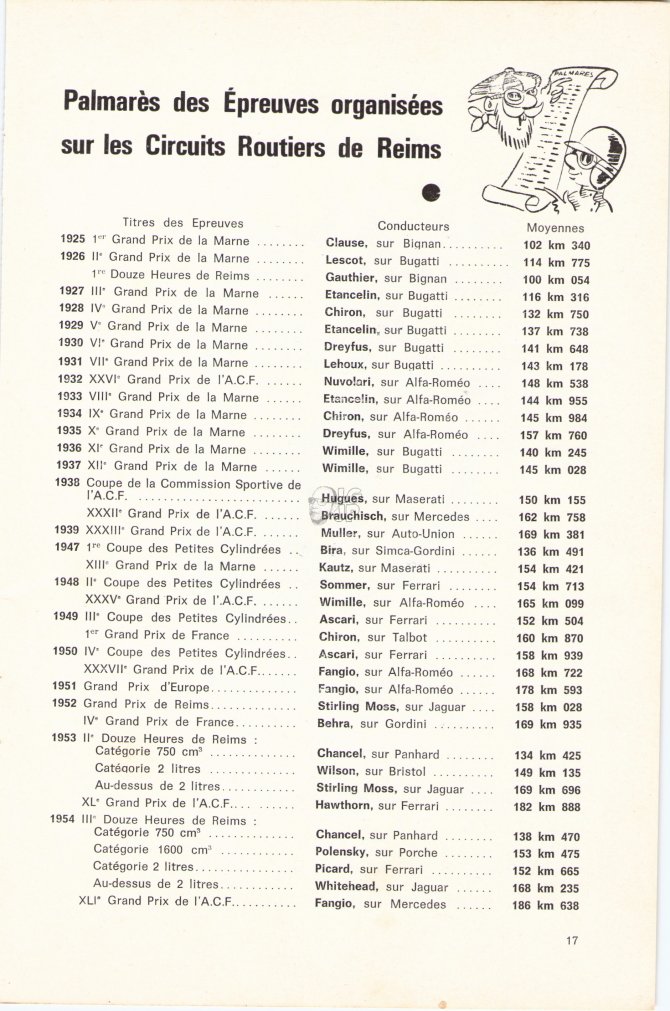 PALMARES
Palmarès des Épreuves organisées
sur les Circuits Routiers de Reims
Titres des Epreuves Conducteurs Moyennes
1925 1er Grand Prix de la Marne ........ Clause, sur Bignan.......... 102 km 340
1926 IIe Grand Prix de la Marne ........ Lescot, sur Bugatti .......... 114 km 775
1re Douze Heures de Reims ........ Gauthier, sur Bignan ........ 100 km 054
1927 IIIe Grand Prix de la Marne ...... Etancelin, sur Bugatti ........ 116 km 316
1928 IVe Grand Prix de la Marne ........ Chiron, sur Bugatti ........ 132 km 750
1929 Ve Grand Prix de la Marne ........ Etancelin, sur Bugatti ........ 137 km 738
1930 VIe Grand Prix de la Marne ........ Dreyfus, sur Bugatti ........ 141 km 648
1931 VIIe Grand Prix de la Marne ........ Lehoux, sur Bugatti ........ 143 km 178
1932 XXVIe Grand Prix de l'A.C.F. ...... Nuvolari, sur Alfa-Roméo .... 148 km 538
1933 VIIIe Grand Prix de la Marne ...... Etancelin, sur Alfa-Roméo .... 144 km 955
1934 IXe Grand Prix de la Marne ........ Chiron, sur Alfa-Roméo ...... 145 km 984
1935 Xe Grand Prix de la Marne ........ Dreyfus, sur Alfa-Roméo .... 157 km 760
1936 XIe Grand Prix de la Marne ........ Wimille, sur Bugatti ........ 140 km 245
1937 XIIe Grand Prix de la Marne ...... Wimille, sur Bugatti ........ 145 km 028
1938 Coupe de la Commission Sportive de
l'A.C.F. ......................... Hugues, sur Maserati ........ 150 km 155
XXXIIe Grand Prix de l'A.C.F. ...... Brauchisch, sur Mercedes .... 162 km 758
1939 XXXIIIe Grand Prix de l'A.C.F. ...... Muller, sur Auto-Union ...... 169 km 381
1947 1re Coupe des Petites Cylindrées .. Bira, sur Simca-Gordini ...... 136 km 491
XIIIe Grand Prix de la Marne ...... Kautz, sur Maserati .......... 154 km 421
1948 IIe Coupe des Petites Cylindrées .. Sommer, sur Ferrari ........ 154 km 713
XXXVe Grand Prix de l'.A.C.F. ...... Wimille, sur Alfa-Roméo .... 165 km 099
1949 IIIe Coupe des Petites Cylindrées.. Ascari, sur Ferrari .......... 152 km 504
1er Grand Prix de France .......... Chiron, sur Talbot .......... 160 km 870
1950 IVe Coupe des Petites Cylindrées.. Ascari, sur Ferrari .......... 158 km 939
XXXVIIe Grand Prix de l'A.C.F....... Fangio, sur Alfa-Roméo ...... 168 km 722
1951 Grand Prix d'Europe.............. Fangio, sur Alfa-Roméo ...... 178 km 593
1952 Grand Prix de Reims.............. Stirling Moss, sur Jaguar .... 158 km 028
IVe Grand Prix de France.......... Behra, sur Gordini .......... 169 km 935
1953 IIe Douze Heures de Reims :
Catégorie 750 cm³ .............. Chancel, sur Panhard ........ 134 km 425
Catégorie 2 litres .............. Wilson, sur Bristol .......... 149 km 135
Au-dessus de 2 litres............ Stirling Moss, sur Jaguar .... 169 km 696
XLe Grand Prix de l'A.C.F.... ...... Hawthorn, sur Ferrari ........ 182 km 888
1954 IIIe Douze Heures de Reims :
Catégorie 750 cm³ .............. Chancel, sur Panhard ........ 138 km 470
Catégorie 1600 cm³ ............ Polensky, sur Porche ........ 153 km 475
Catégorie 2 litres................ Picard, sur Ferrari .......... 152 km 665
Au-dessus de 2 litres............ Whitehead, sur Jaguar ...... 168 km 235
XLIe Grand Prix de l'A.C.F........... Fangio, sur Mercedes ...... 186 km 638
17